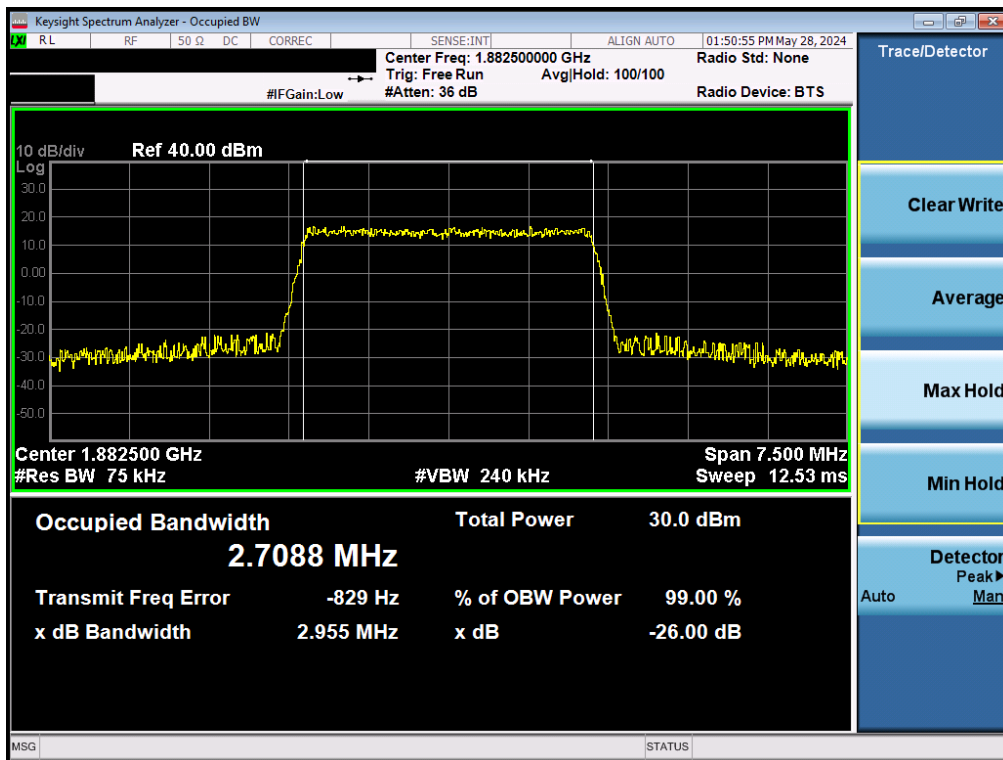 Keysight Spectrum Analyzer - Occupied BW
LXI RL RF 50 Ω DC CORREC SENSE:INT ALIGN AUTO 01:50:55 PM May 28, 2024
Center Freq: 1.882500000 GHz Radio Std: None
Trig: Free Run Avg|Hold: 100/100
#IFGain:Low #Atten: 36 dB Radio Device: BTS
10 dB/div Ref 40.00 dBm
Log
30.0
20.0
10.0
0.00
-10.0
-20.0
-30.0
-40.0
-50.0
Center 1.882500 GHz Span 7.500 MHz
#Res BW 75 kHz #VBW 240 kHz Sweep 12.53 ms
Occupied Bandwidth Total Power 30.0 dBm
2.7088 MHz
Transmit Freq Error -829 Hz % of OBW Power 99.00 %
x dB Bandwidth 2.955 MHz x dB -26.00 dB
MSG STATUS
Trace/Detector
Clear Write
Average
Max Hold
Min Hold
Detector
Peak▶
Auto Man